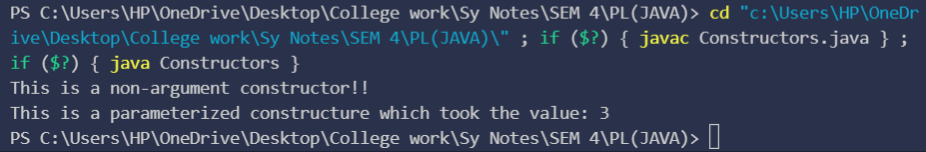 PS C:\Users\HP\OneDrive\Desktop\College work\Sy Notes\SEM 4\PL(JAVA)> cd "c:\Users\HP\OneDr
ive\Desktop\College work\Sy Notes\SEM 4\PL(JAVA)\" ; if ($?) { javac Constructors.java } ;
if ($?) { java Constructors }
This is a non-argument constructor!!
This is a parameterized constructure which took the value: 3
PS C:\Users\HP\OneDrive\Desktop\College work\Sy Notes\SEM 4\PL(JAVA)>